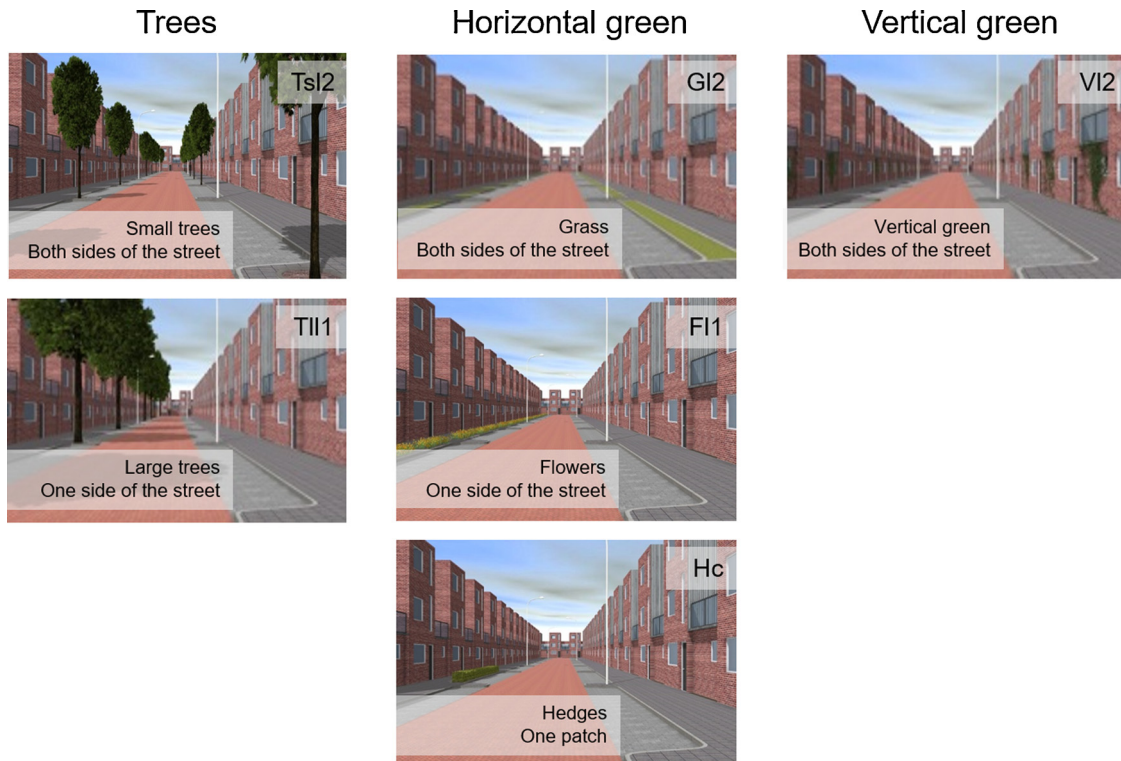 Trees
Horizontal green
Vertical green
Tsl2
Small trees
Both sides of the street
Gl2
Grass
Both sides of the street
Vl2
Vertical green
Both sides of the street
Tll1
Large trees
One side of the street
Fl1
Flowers
One side of the street
Hc
Hedges
One patch